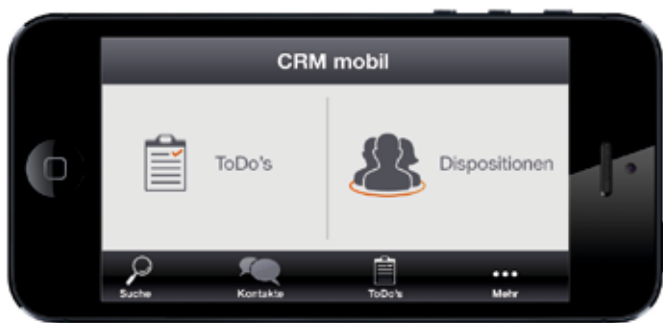 CRM mobil
ToDo's
Dispositionen
Suche
Kontakte
ToDo's
Mehr